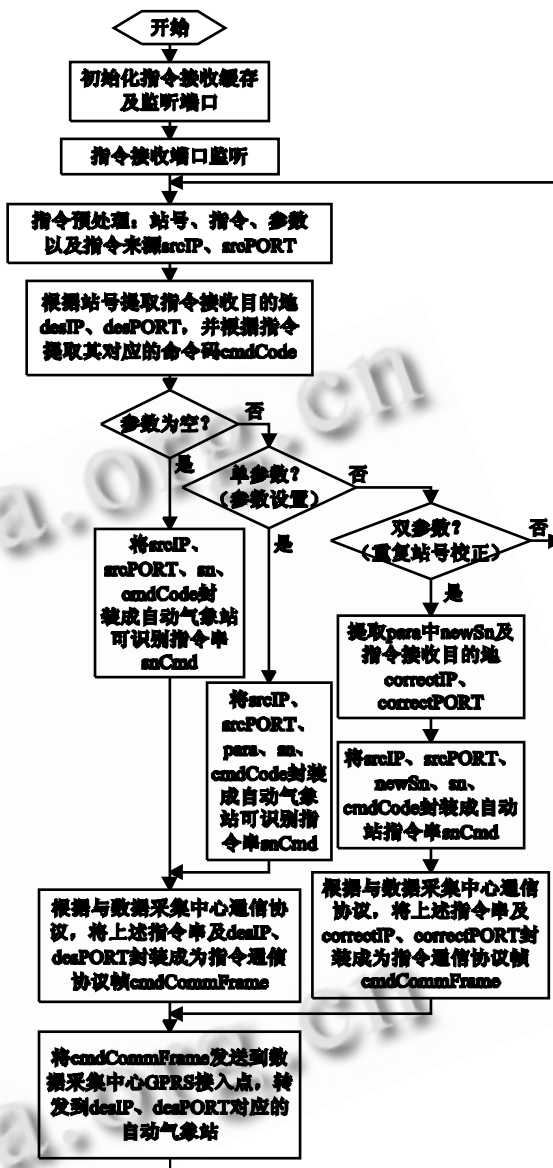 开始
初始化指令接收缓存
及监听端口
指令接收端口监听
指令预处理：站号、指令、参数
以及指令来源srcIP、srcPORT
根据站号提取指令接收目的地
desIP、desPORT，并根据指令
提取其对应的命令码cmdCode
参数为空？
否
是
单参数？
（参数设置）
否
是
双参数？
（重复站号校正）
否
是
将srcIP、
srcPORT、sn、
cmdCode封
装成自动气象站
可识别指令串
snCmd
将srcIP、
srcPORT、
para、sn、
cmdCode封装
成自动气象
站可识别指
令串snCmd
提取para中newSn及
指令接收目的地
correctIP、
correctPORT
将srcIP、srcPORT、
newSn、sn、
cmdCode封装成自动
站指令串snCmd
根据与数据采集中心通信协
议，将上述指令串及desIP、
desPORT封装成为指令通信
协议帧cmdCommFrame
根据与数据采集中心通信
协议，将上述指令串及
correctIP、correctPORT封
装成为指令通信协议帧
cmdCommFrame
将cmdCommFrame发送到数
据采集中心GPRS接入点，转
发到desIP、desPORT对应的
自动气象站
a.org.cn
a.org.cn